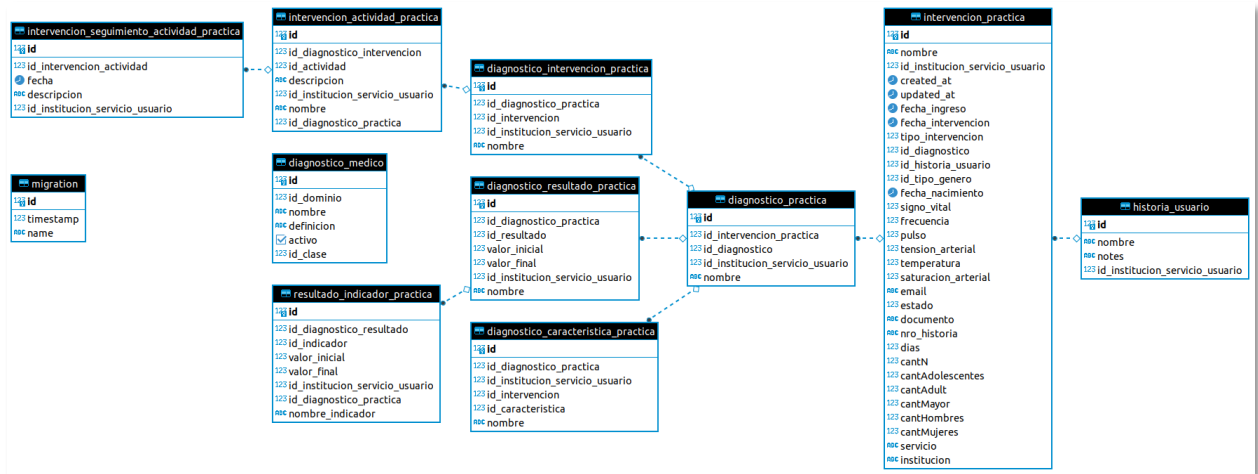 intervencion_seguimiento_actividad_practica
id
id_intervencion_actividad
fecha
descripcion
id_institucion_servicio_usuario
migration
id
timestamp
name
intervencion_actividad_practica
id
id_diagnostico_intervencion
id_actividad
descripcion
id_institucion_servicio_usuario
nombre
id_diagnostico_practica
diagnostico_medico
id
id_dominio
nombre
definicion
activo
id_clase
resultado_indicador_practica
id
id_diagnostico_resultado
id_indicador
valor_inicial
valor_final
id_institucion_servicio_usuario
id_diagnostico_practica
nombre_indicador
diagnostico_intervencion_practica
id
id_diagnostico_practica
id_intervencion
id_institucion_servicio_usuario
nombre
diagnostico_resultado_practica
id
id_diagnostico_practica
id_resultado
valor_inicial
valor_final
id_institucion_servicio_usuario
nombre
diagnostico_caracteristica_practica
id
id_diagnostico_practica
id_institucion_servicio_usuario
id_intervencion
id_caracteristica
nombre
diagnostico_practica
id
id_intervencion_practica
id_diagnostico
id_institucion_servicio_usuario
nombre
intervencion_practica
id
nombre
id_institucion_servicio_usuario
created_at
updated_at
fecha_ingreso
fecha_intervencion
tipo_intervencion
id_diagnostico
id_historia_usuario
id_tipo_genero
fecha_nacimiento
signo_vital
frecuencia
pulso
tension_arterial
temperatura
saturacion_arterial
email
estado
documento
nro_historia
dias
cantN
cantAdolescentes
cantAdult
cantMayor
cantHombres
cantMujeres
servicio
institucion
historia_usuario
id
nombre
notes
id_institucion_servicio_usuario